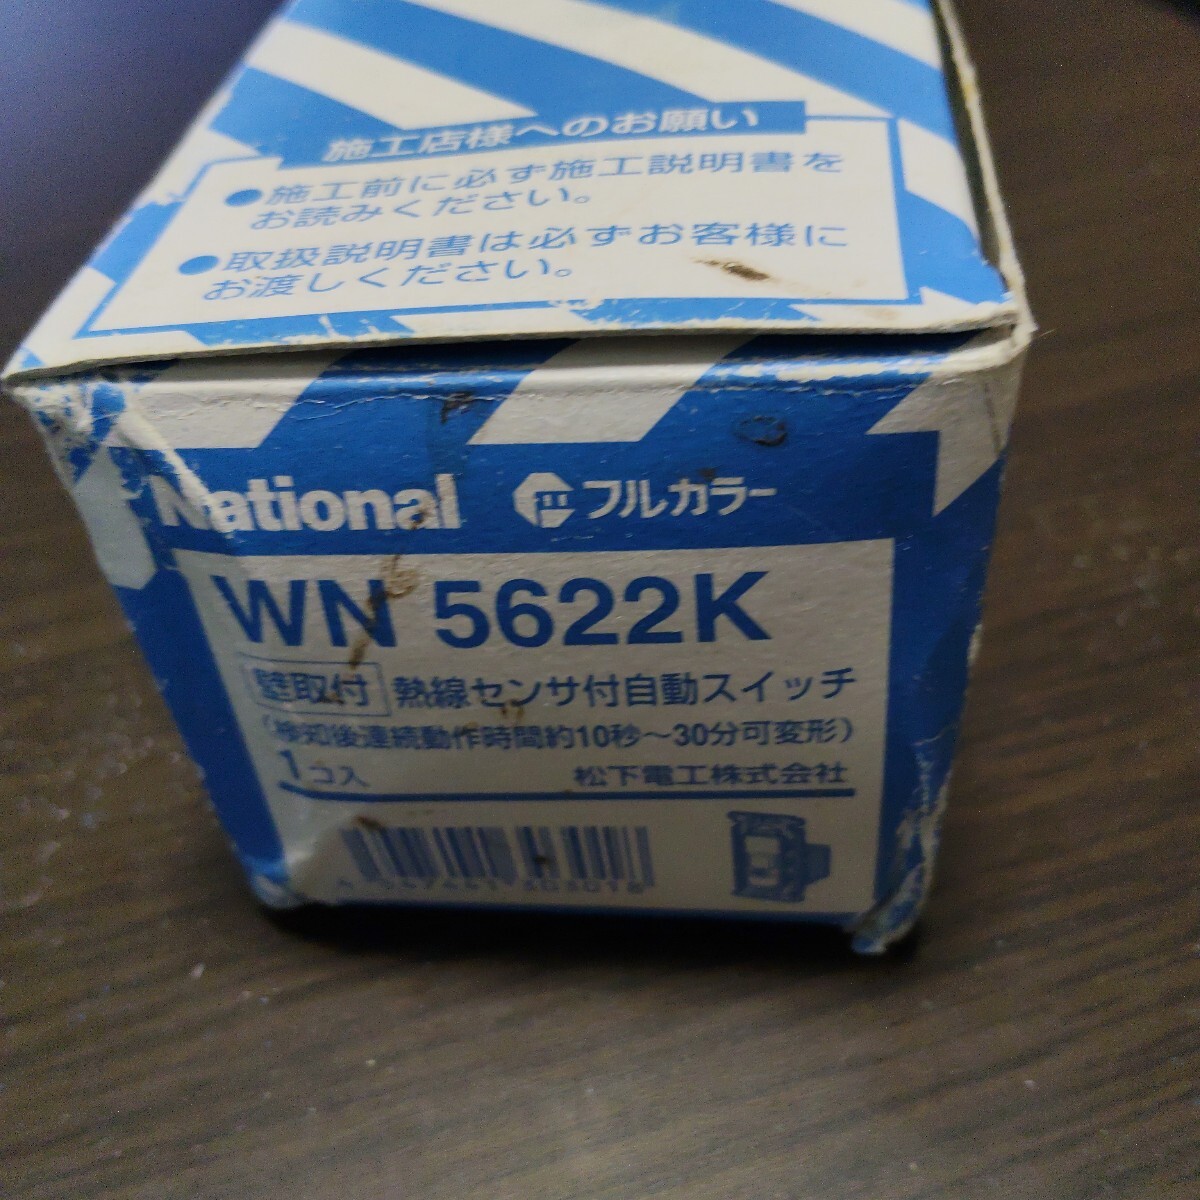 施工店様へのお願い
●施工前に必ず施工説明書を
お読みください。
●取扱説明書は必ずお客様に
お渡しください。
National フルカラー
WN 5622K
壁取付 熱線センサ付自動スイッチ
(検知後連続動作時間約10秒～30分可変形)
1コ入 松下電工株式会社